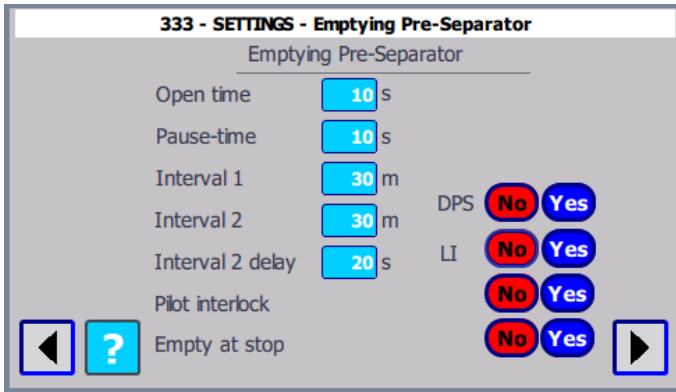 333 - SETTINGS - Emptying Pre-Separator
Emptying Pre-Separator
Open time 10 s
Pause-time 10 s
Interval 1 30 m
DPS No Yes
Interval 2 30 m
LI No Yes
Interval 2 delay 20 s
Pilot interlock No Yes
? Empty at stop No Yes